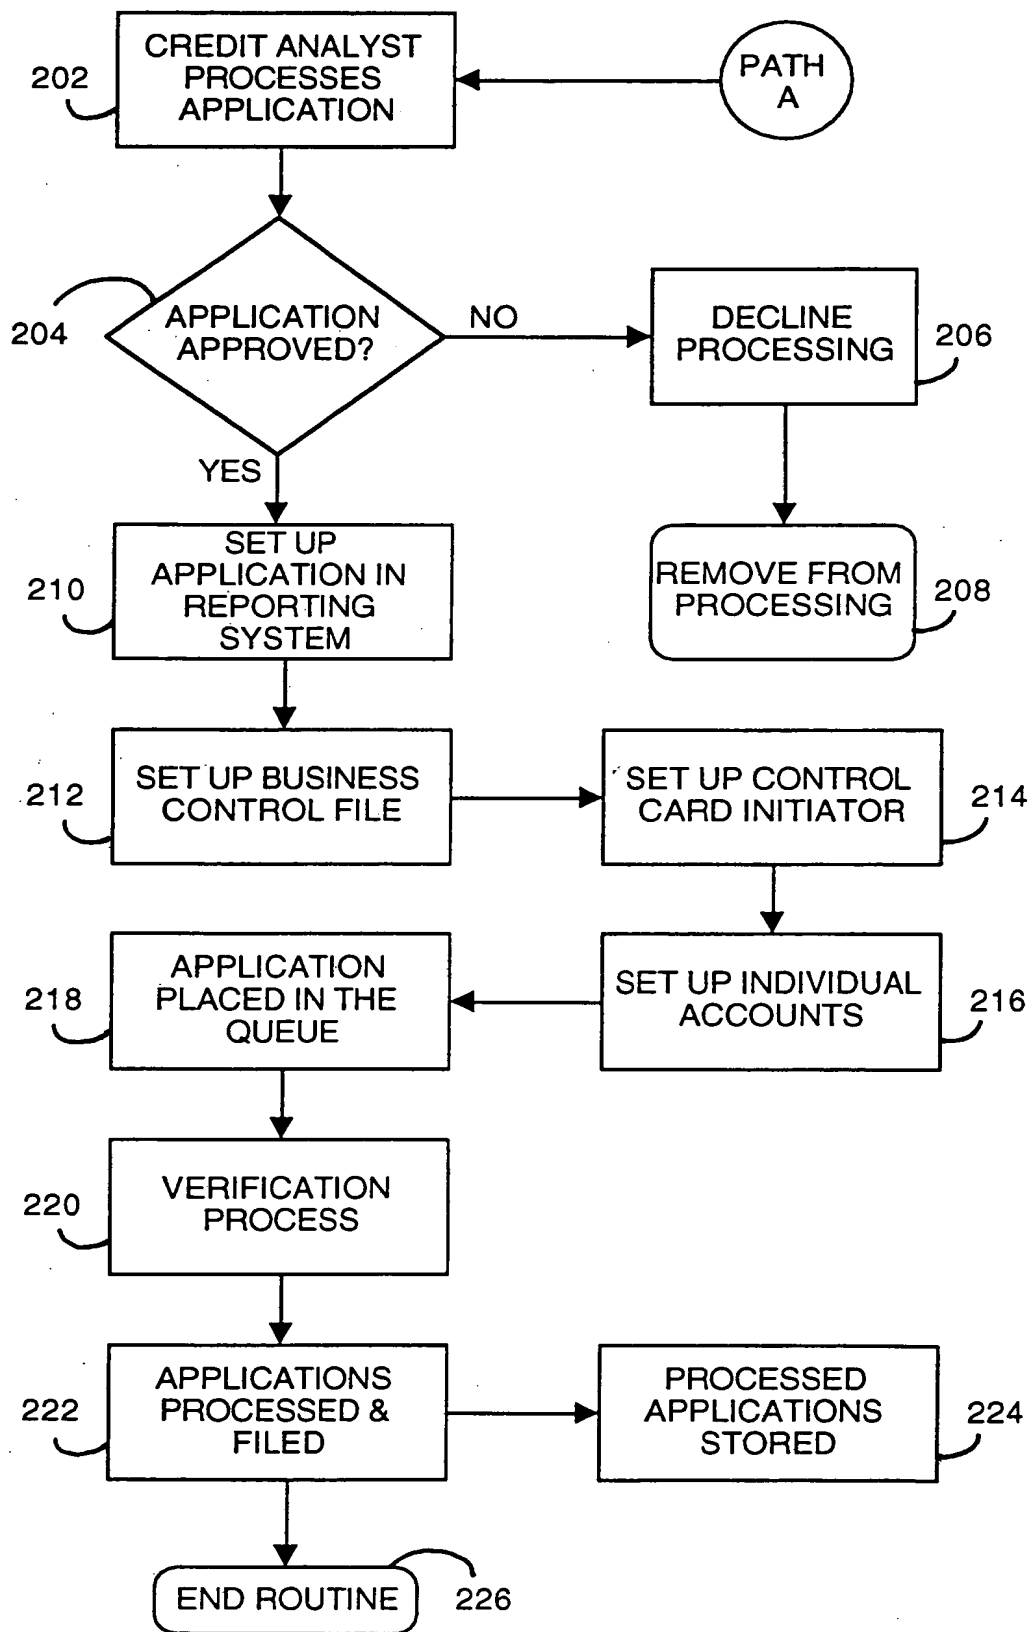 CREDIT ANALYST
PROCESSES
APPLICATION
202
PATH
A
APPLICATION
APPROVED?
204
NO
DECLINE
PROCESSING
206
YES
SET UP
APPLICATION IN
REPORTING
SYSTEM
210
REMOVE FROM
PROCESSING
208
SET UP BUSINESS
CONTROL FILE
212
SET UP CONTROL
CARD INITIATOR
214
APPLICATION
PLACED IN THE
QUEUE
218
SET UP INDIVIDUAL
ACCOUNTS
216
VERIFICATION
PROCESS
220
APPLICATIONS
PROCESSED &
FILED
222
PROCESSED
APPLICATIONS
STORED
224
END ROUTINE
226